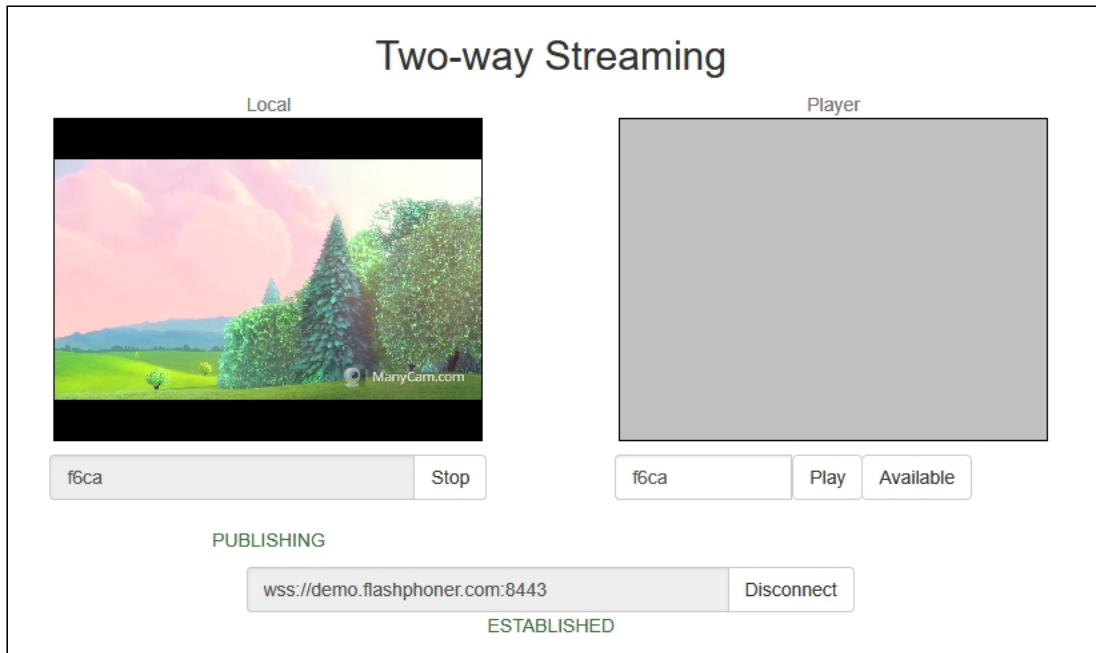 Two-way Streaming
Local
Player
ManyCam.com
f6ca
Stop
f6ca
Play
Available
PUBLISHING
wss://demo.flashphoner.com:8443
Disconnect
ESTABLISHED